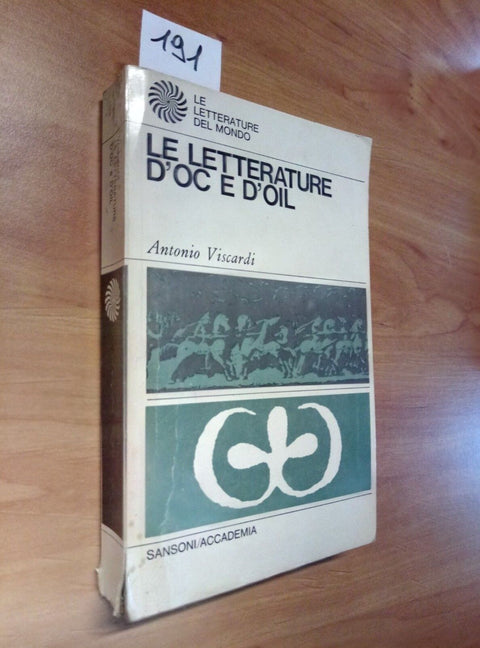 191
LE
LETTERATURE
DEL MONDO
LE LETTERATURE
D'OC E D'OIL
Antonio Viscardi
SANSONI/ACCADEMIA